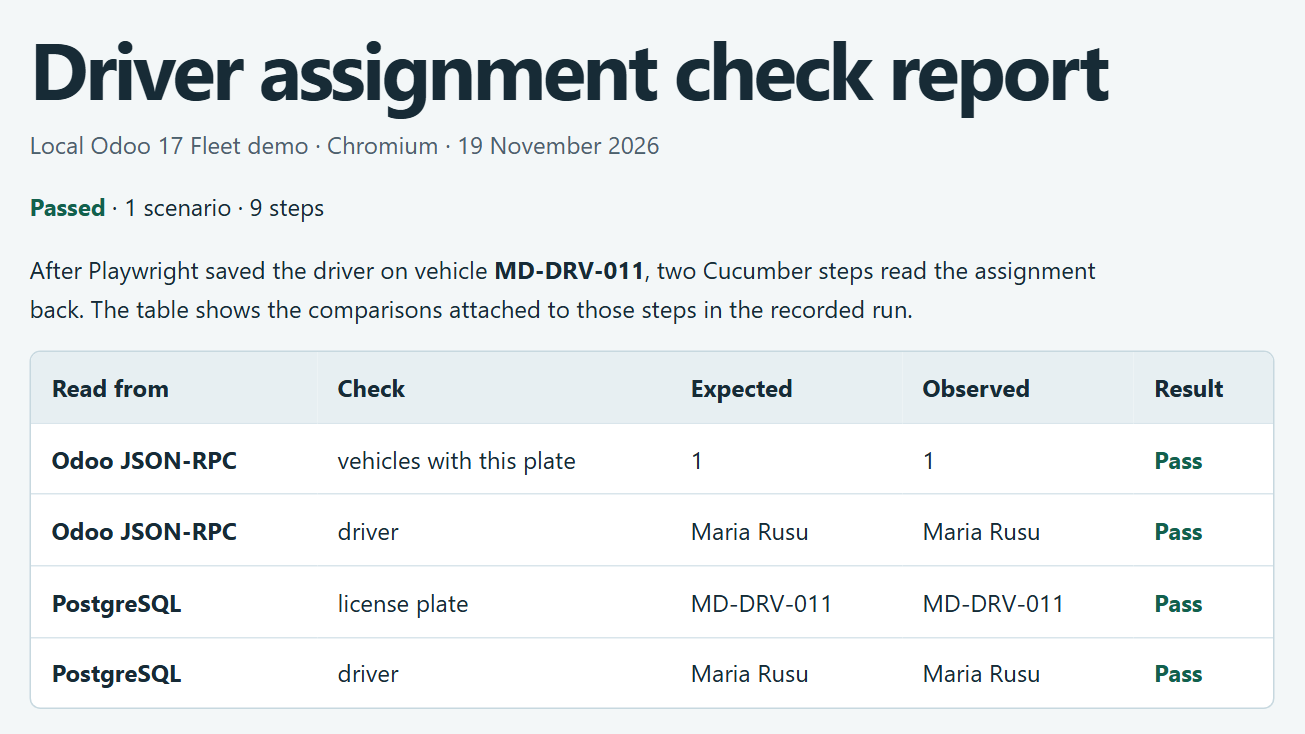 Driver assignment check report
Local Odoo 17 Fleet demo · Chromium · 19 November 2026
Passed · 1 scenario · 9 steps
After Playwright saved the driver on vehicle MD-DRV-011, two Cucumber steps read the assignment
back. The table shows the comparisons attached to those steps in the recorded run.
Read from Check Expected Observed Result
Odoo JSON-RPC vehicles with this plate 1 1 Pass
Odoo JSON-RPC driver Maria Rusu Maria Rusu Pass
PostgreSQL license plate MD-DRV-011 MD-DRV-011 Pass
PostgreSQL driver Maria Rusu Maria Rusu Pass